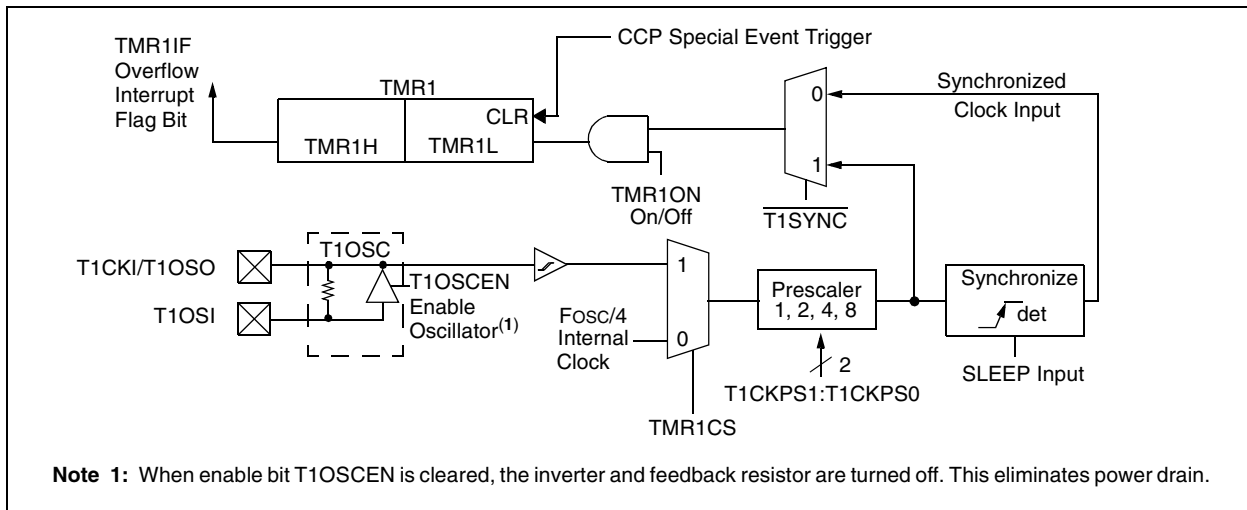 TMR1IF
Overflow
Interrupt
Flag Bit
TMR1
TMR1H
TMR1L
CLR
CCP Special Event Trigger
TMR1ON
On/Off
0
1
T1SYNC
Synchronized
Clock Input
T1CKI/T1OSO
T1OSI
T1OSC
T1OSCEN
Enable
Oscillator(1)
FOSC/4
Internal
Clock
1
0
TMR1CS
Prescaler
1, 2, 4, 8
2
T1CKPS1:T1CKPS0
Synchronize
det
SLEEP Input
Note 1: When enable bit T1OSCEN is cleared, the inverter and feedback resistor are turned off. This eliminates power drain.